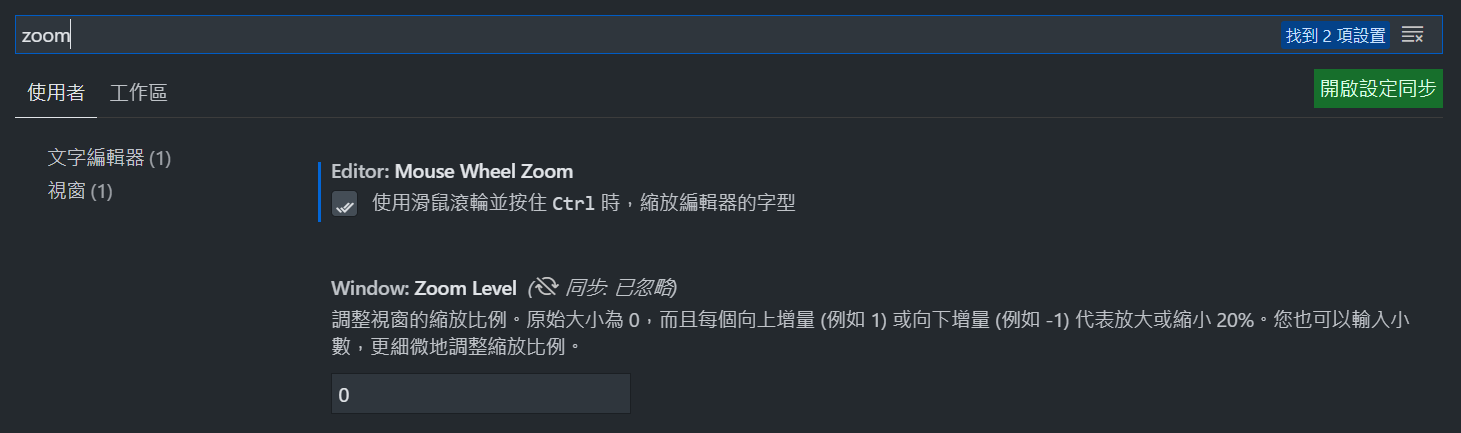 zoom
找到 2 項設置
使用者 工作區
開啟設定同步
文字編輯器 (1)
視窗 (1)
Editor: Mouse Wheel Zoom
使用滑鼠滾輪並按住 Ctrl 時，縮放編輯器的字型
Window: Zoom Level (同步: 已忽略)
調整視窗的縮放比例。原始大小為 0，而且每個向上增量 (例如 1) 或向下增量 (例如 -1) 代表放大或縮小 20%。您也可以輸入小
數，更細微地調整縮放比例。
0